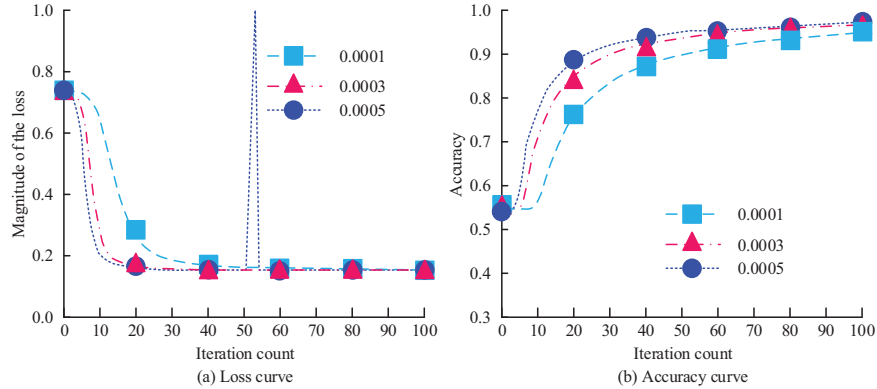 1.0
0.8
0.6
0.4
0.2
0.0
Magnitude of the loss
0.0001
0.0003
0.0005
0 10 20 30 40 50 60 70 80 90 100
Iteration count
(a) Loss curve
1.0
0.9
0.8
0.7
0.6
0.5
0.4
0.3
Accuracy
0.0001
0.0003
0.0005
0 10 20 30 40 50 60 70 80 90 100
Iteration count
(b) Accuracy curve